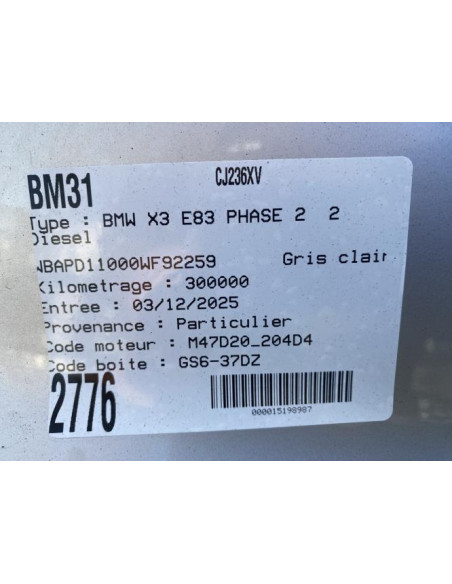 BM31 CJ236XV
Type : BMW X3 E83 PHASE 2 2
Diesel
WBAPD11000WF92259 Gris clair
Kilometrage : 300000
Entree : 03/12/2025
Provenance : Particulier
Code moteur : M47D20_204D4
Code boite : GS6-37DZ
2776
000015198987